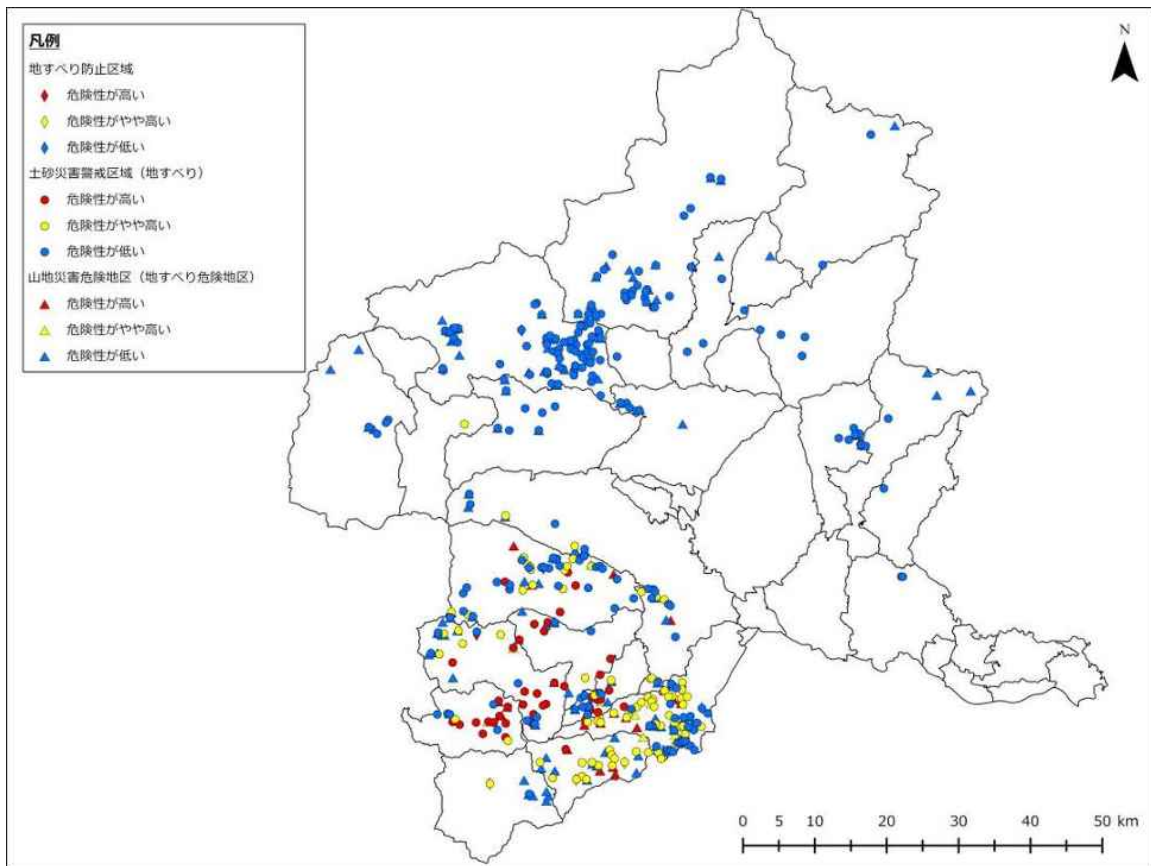 凡例
地すべり防止区域
危険性が高い
危険性がやや高い
危険性が低い
土砂災害警戒区域（地すべり）
危険性が高い
危険性がやや高い
危険性が低い
山地災害危険地区（地すべり危険地区）
危険性が高い
危険性がやや高い
危険性が低い
N
0 5 10 20 30 40 50 km